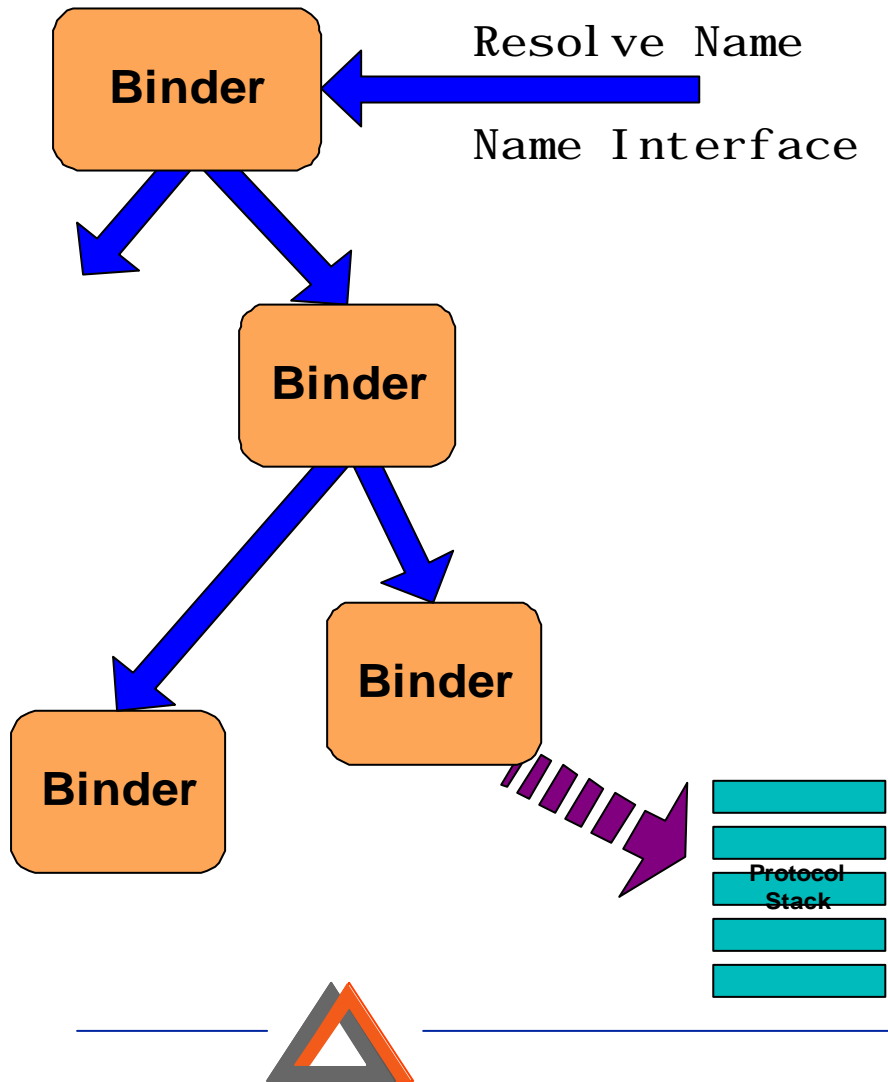 Resolve Name
Binder
Name Interface
Binder
Binder
Binder
Protocol
Stack